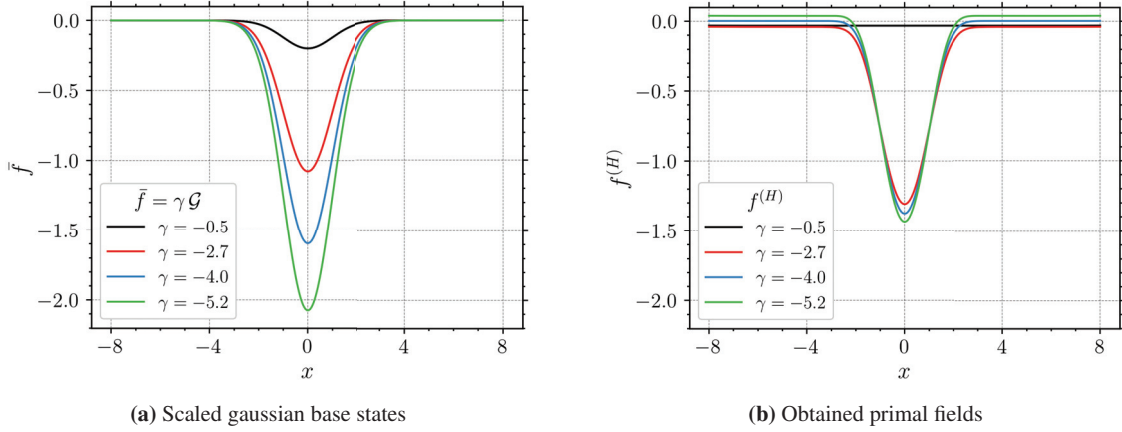 0.0
−0.5
−1.0
−1.5
−2.0
f̄
f̄ = γ 𝒢
γ = −0.5
γ = −2.7
γ = −4.0
γ = −5.2
−8 −4 0 4 8
x
(a) Scaled gaussian base states
0.0
−0.5
−1.0
−1.5
−2.0
f^(H)
f^(H)
γ = −0.5
γ = −2.7
γ = −4.0
γ = −5.2
−8 −4 0 4 8
x
(b) Obtained primal fields